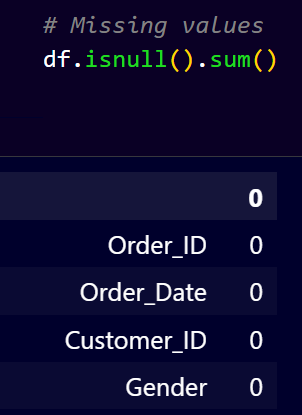 # Missing values
df.isnull().sum()
0
Order_ID 0
Order_Date 0
Customer_ID 0
Gender 0